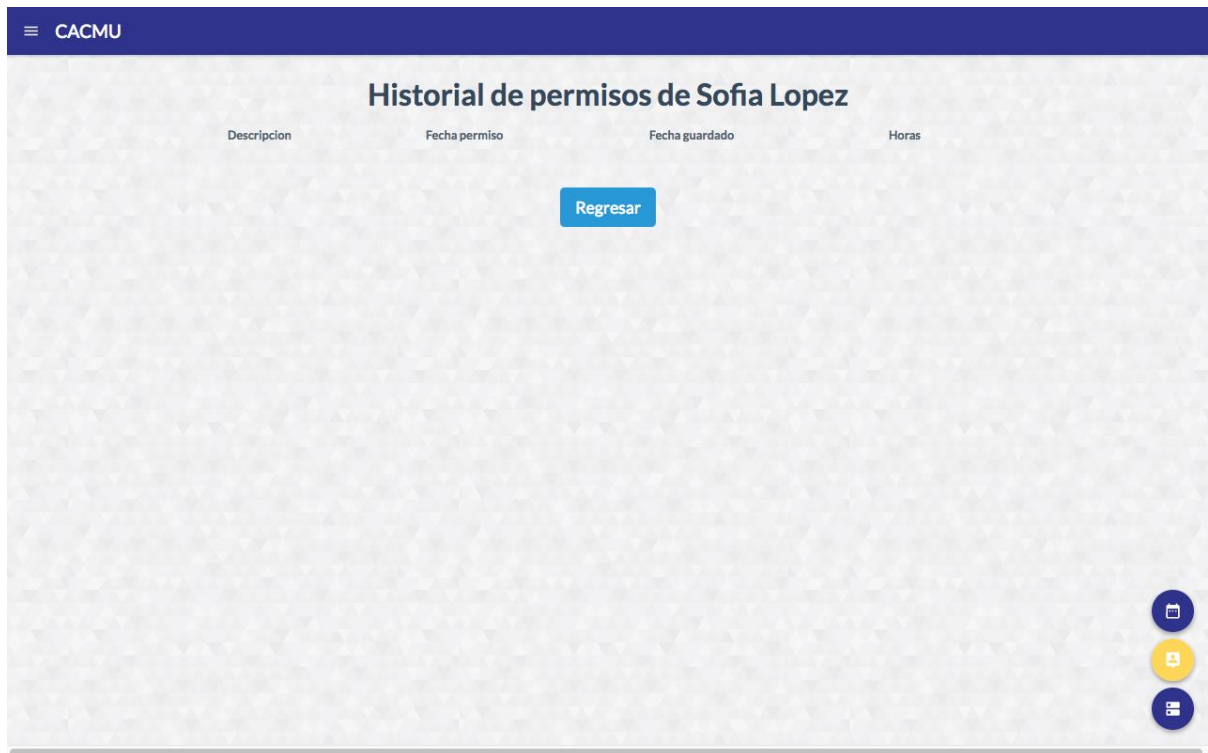 CACMU
Historial de permisos de Sofia Lopez
Descripcion Fecha permiso Fecha guardado Horas
Regresar